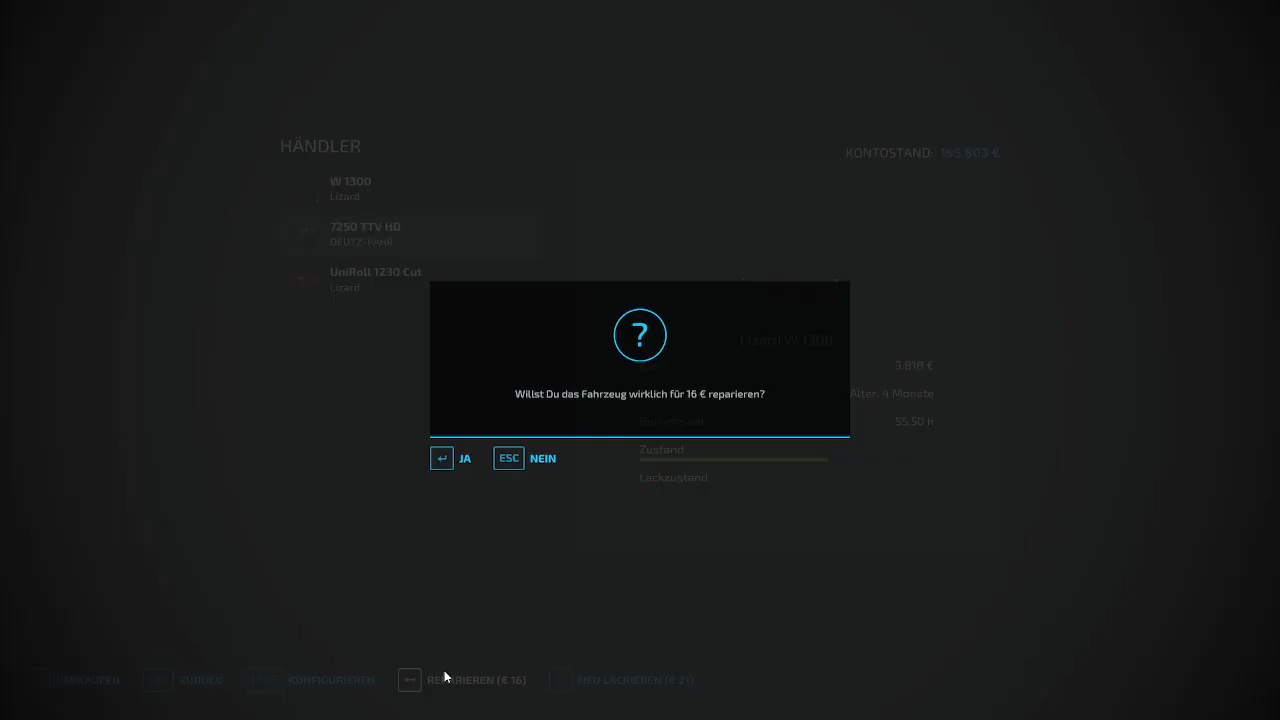 HÄNDLER
KONTOSTAND:
W 1300
Lizard
7250 TTV HD
DEUTZ-FAHR
UniRoll 1230 Cut
Lizard
?
Lizard W 1300
3.818 €
Willst Du das Fahrzeug wirklich für 16 € reparieren?
Alter: 4 Monate
55.50 h
ESC
JA
NEIN
Zustand
Lackzustand
VERKAUFEN
ZURÜCK
KONFIGURIEREN
REPARIEREN (€ 16)
NEU LACKIEREN (€ 21)